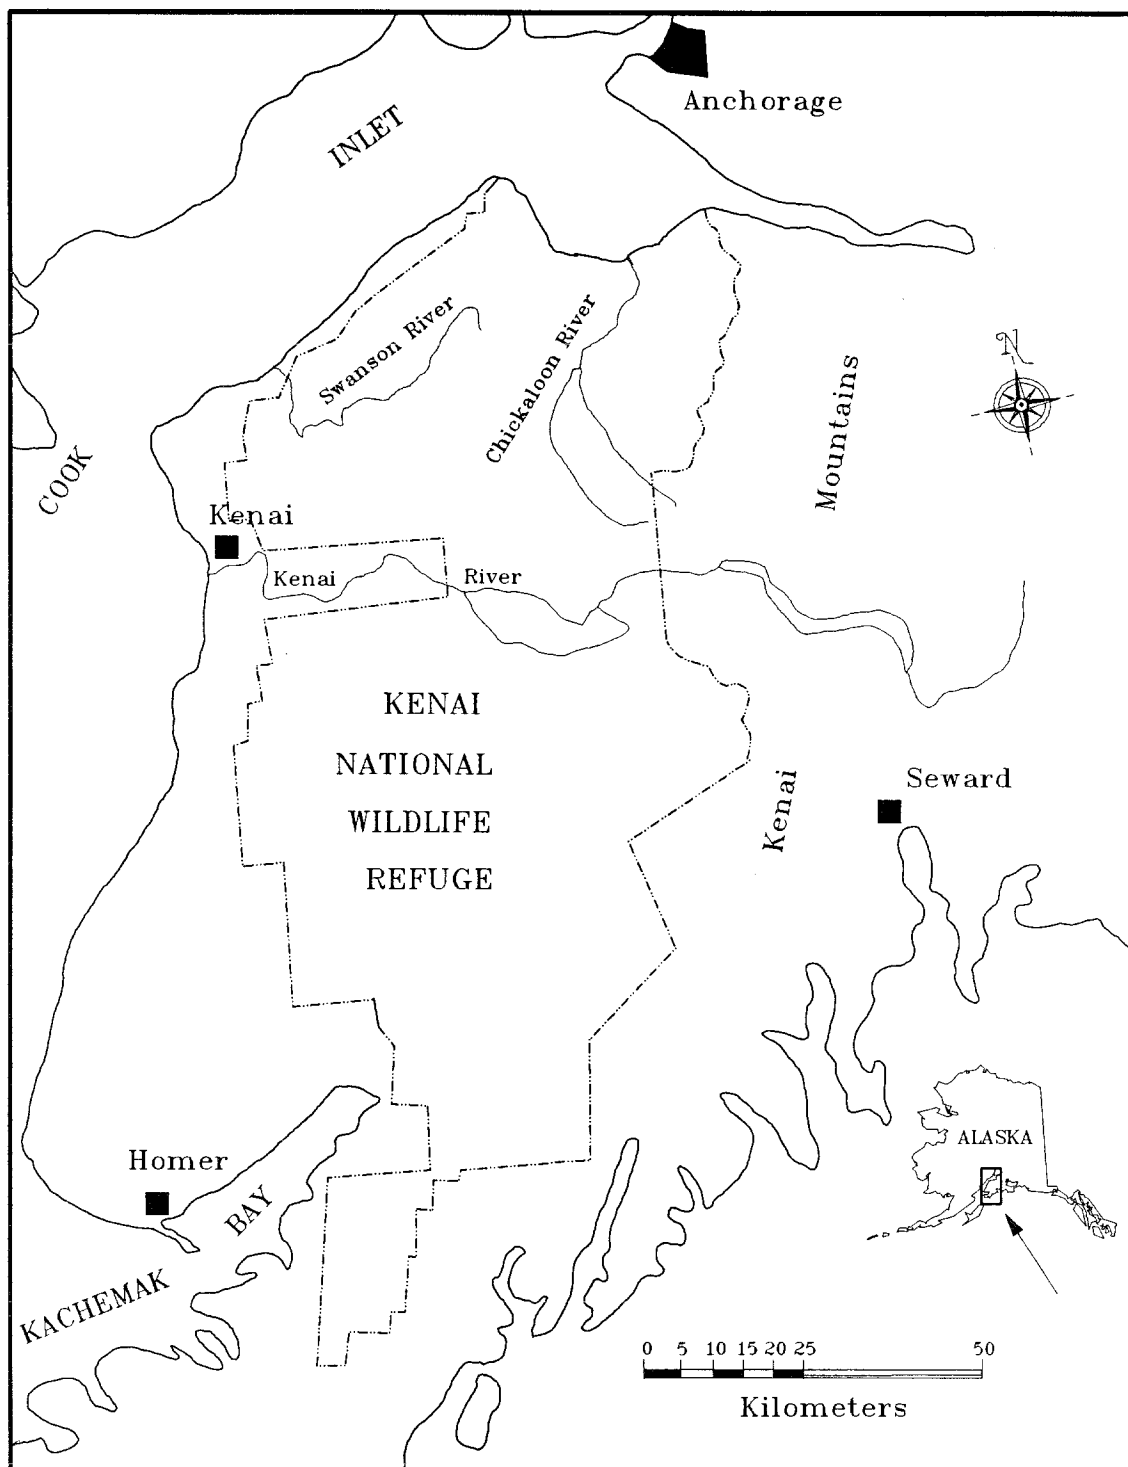 Anchorage
INLET
Swanson River
Chickaloon River
N
Mountains
COOK
Kenai
Kenai
River
KENAI
NATIONAL
WILDLIFE
REFUGE
Kenai
Seward
ALASKA
Homer
BAY
KACHEMAK
0 5 10 15 20 25 50
Kilometers